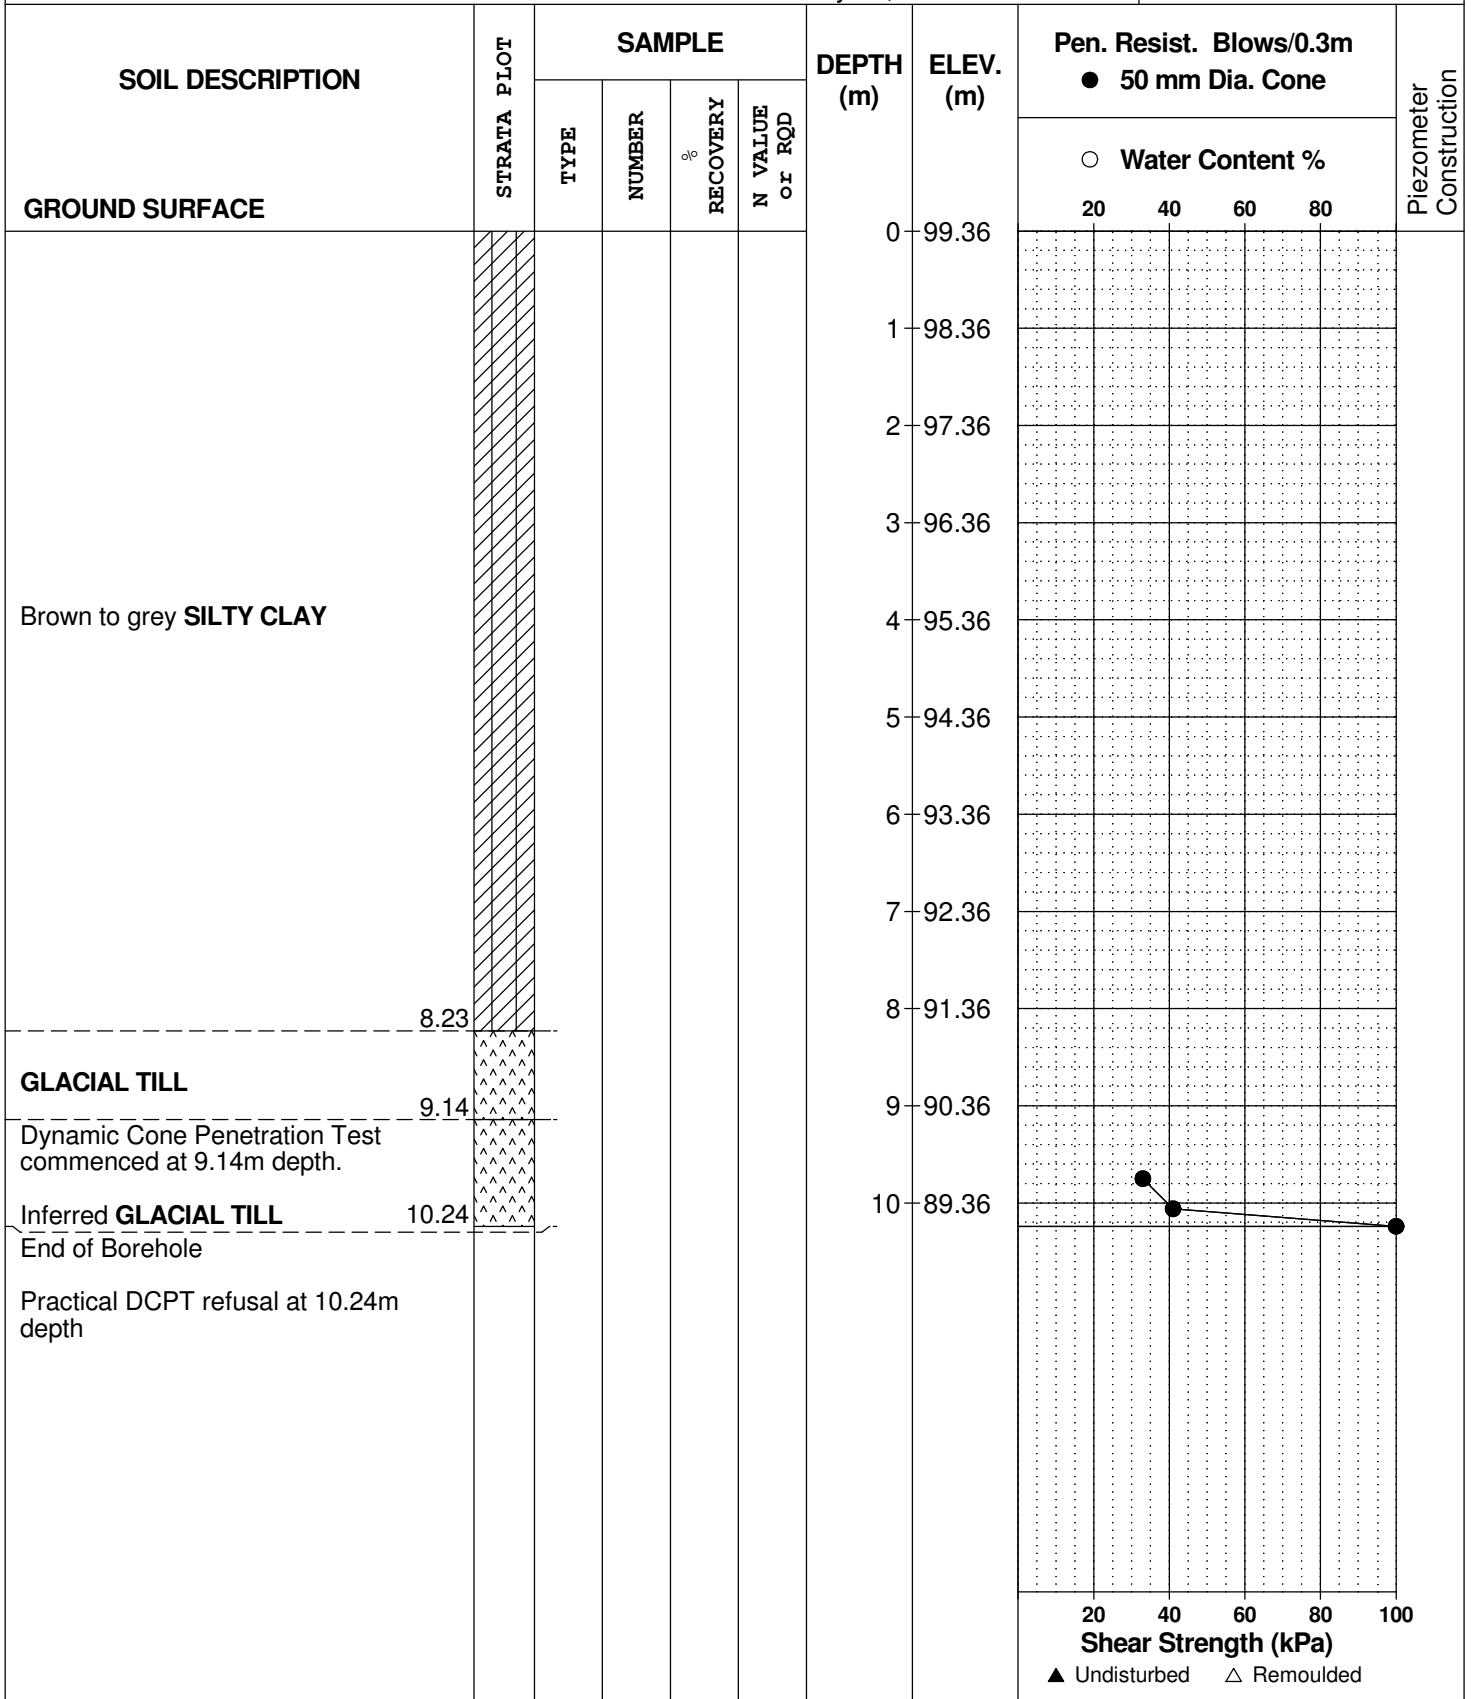 SOIL DESCRIPTION
GROUND SURFACE
STRATA PLOT
SAMPLE
TYPE
NUMBER
%
RECOVERY
N VALUE
or RQD
DEPTH
(m)
ELEV.
(m)
Pen. Resist. Blows/0.3m
● 50 mm Dia. Cone
○ Water Content %
20 40 60 80
Piezometer
Construction
0 99.36
1 98.36
2 97.36
3 96.36
Brown to grey SILTY CLAY
4 95.36
5 94.36
6 93.36
7 92.36
8 91.36
8.23
GLACIAL TILL
9.14
9 90.36
Dynamic Cone Penetration Test
commenced at 9.14m depth.
10 89.36
Inferred GLACIAL TILL 10.24
End of Borehole
Practical DCPT refusal at 10.24m
depth
20 40 60 80 100
Shear Strength (kPa)
▲ Undisturbed △ Remoulded